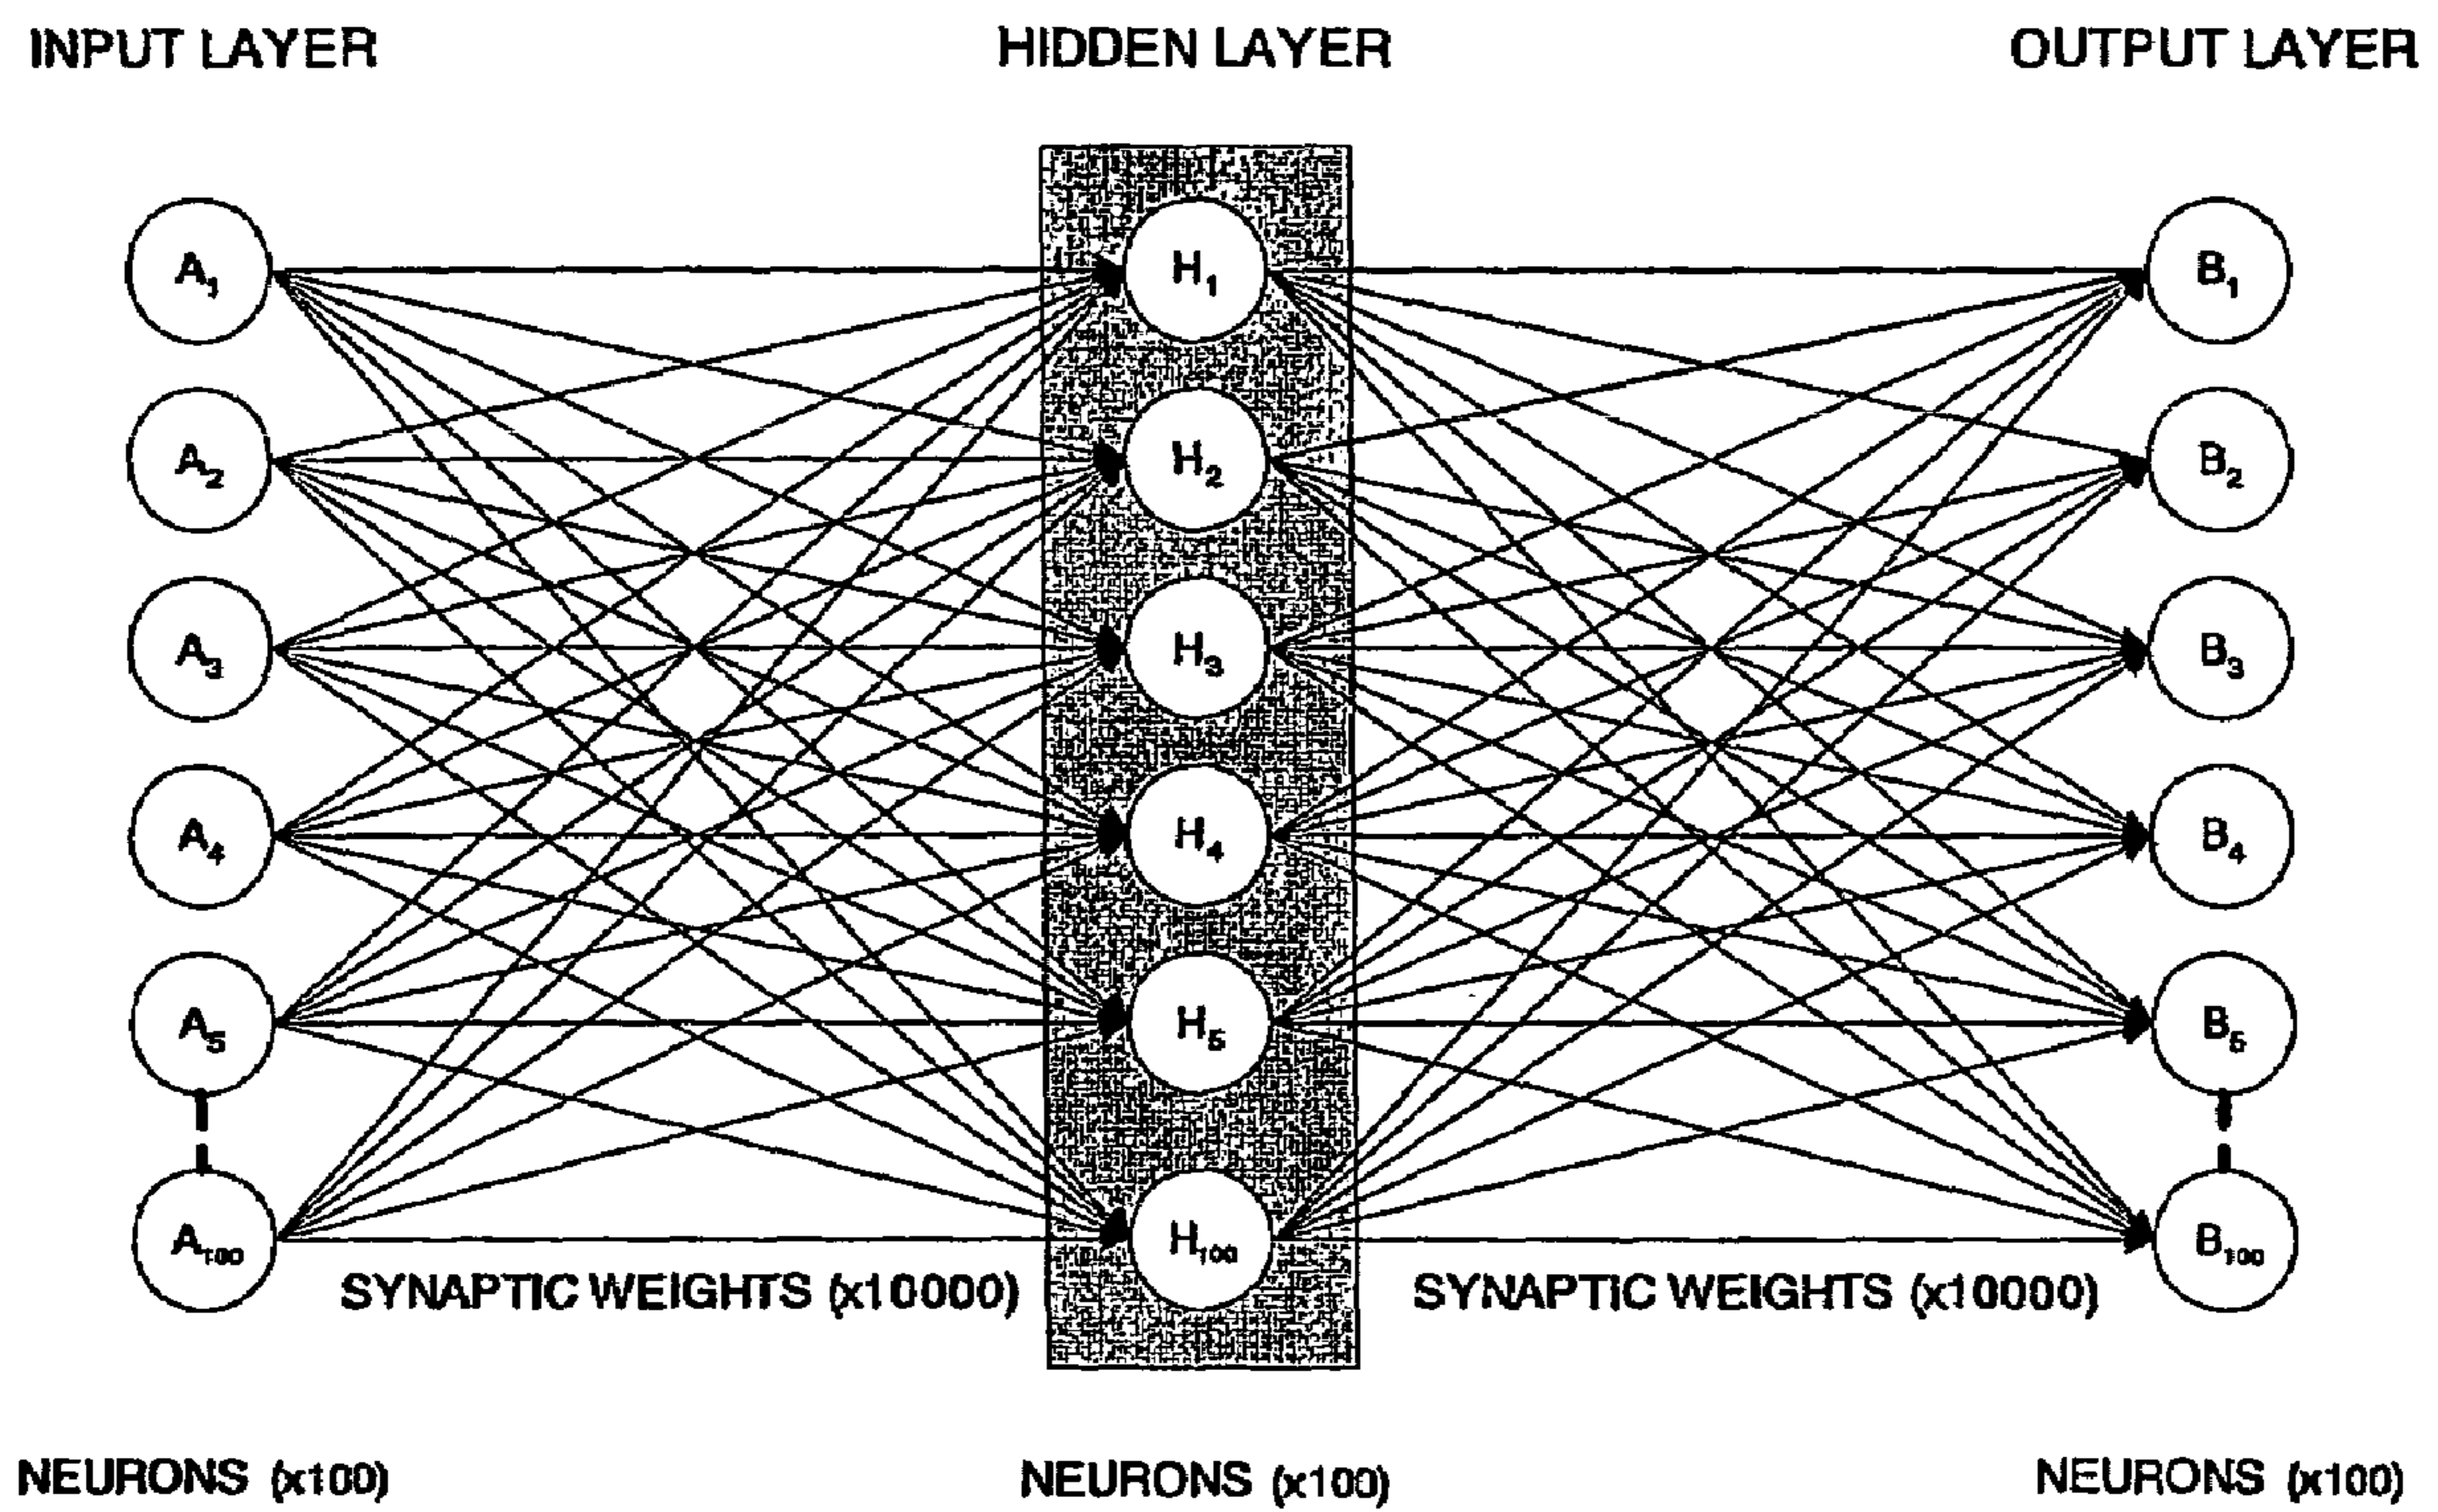 INPUT LAYER
HIDDEN LAYER
OUTPUT LAYER
A1
H1
B1
A2
H2
B2
A3
H3
B3
A4
H4
B4
A5
H5
B5
A100
H100
B100
SYNAPTIC WEIGHTS (x10000)
SYNAPTIC WEIGHTS (x10000)
NEURONS (x100)
NEURONS (x100)
NEURONS (x100)